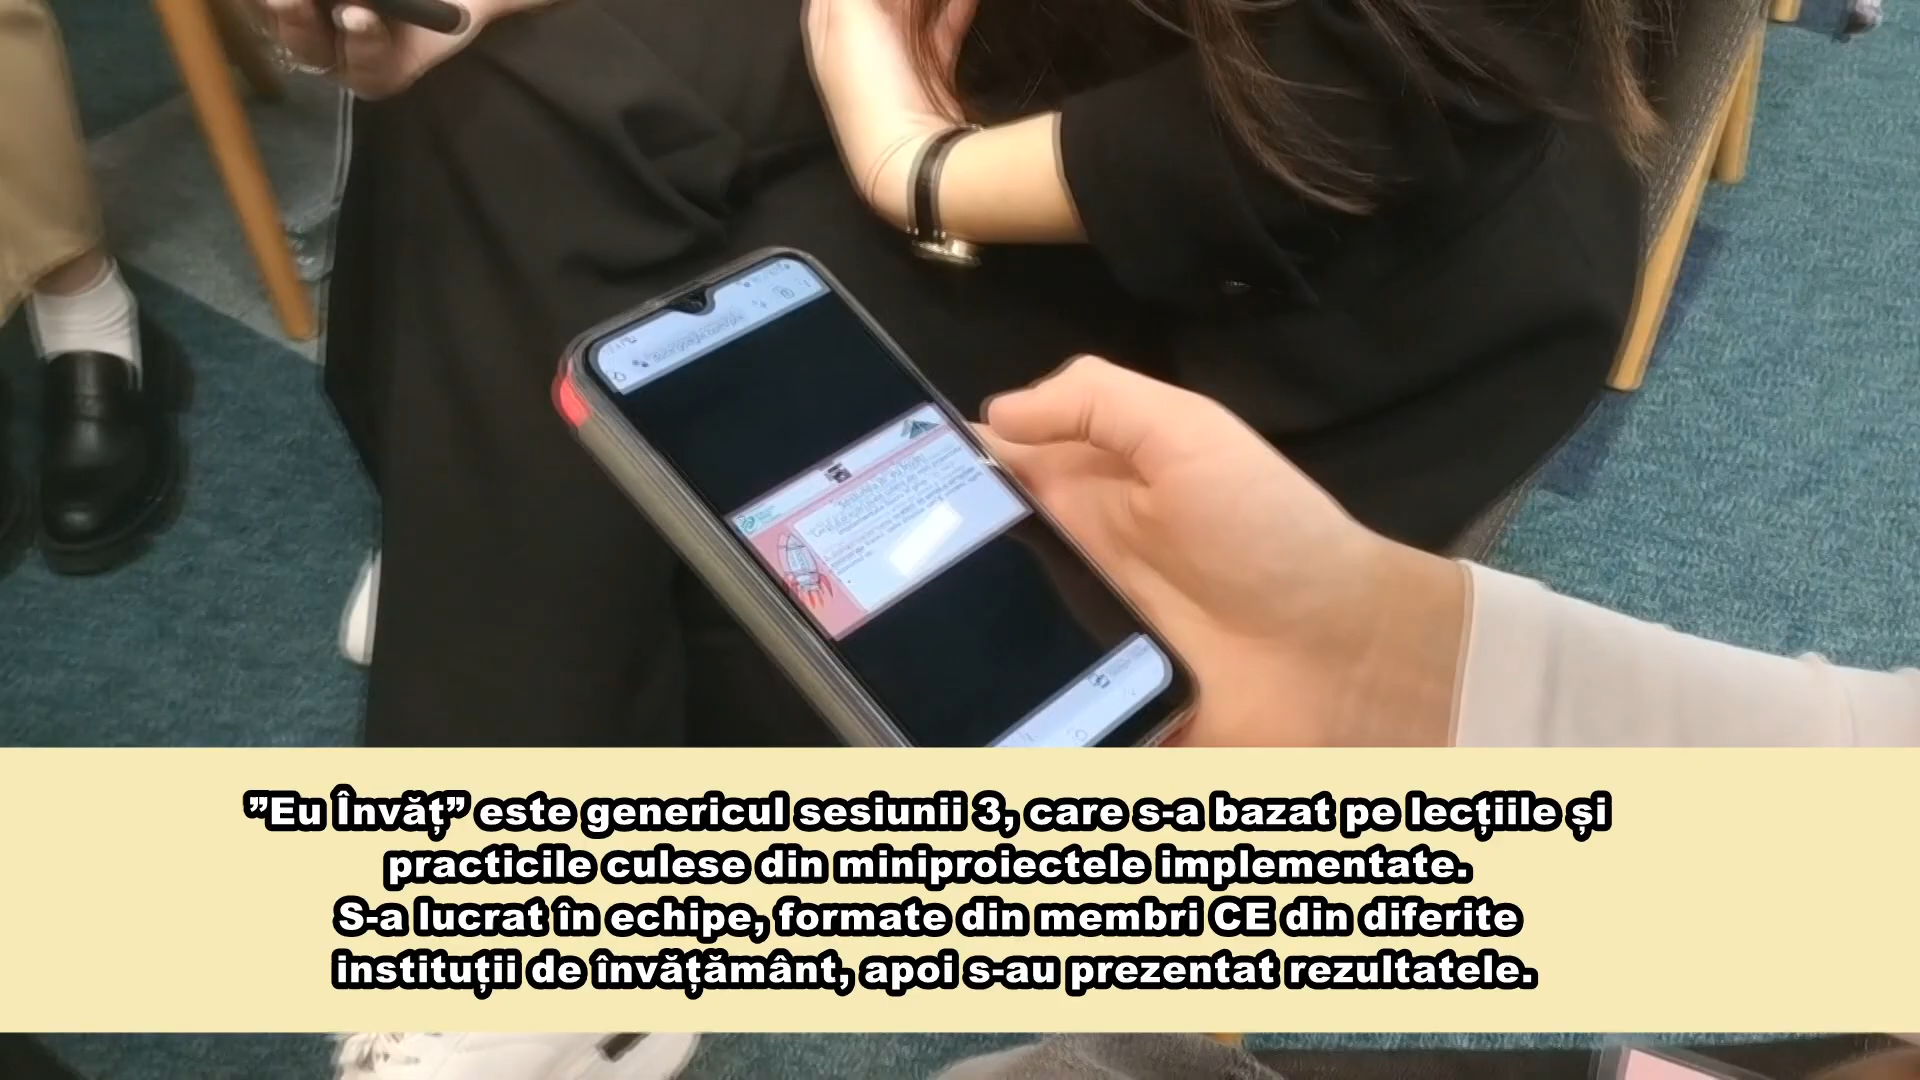 ”Eu Învăț” este genericul sesiunii 3, care s-a bazat pe lecțiile și
practicile culese din miniproiectele implementate.
S-a lucrat în echipe, formate din membri CE din diferite
instituții de învățământ, apoi s-au prezentat rezultatele.